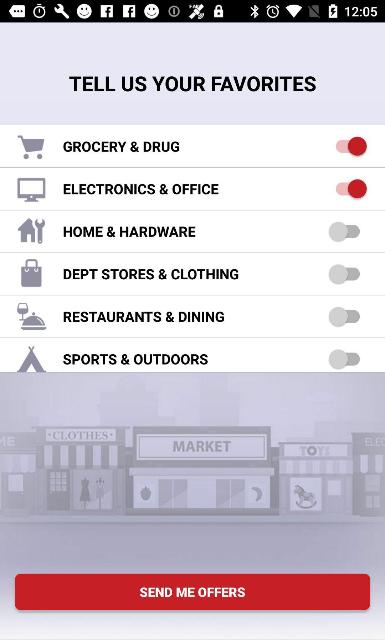 12:05
TELL US YOUR FAVORITES
GROCERY & DRUG
ELECTRONICS & OFFICE
HOME & HARDWARE
DEPT STORES & CLOTHING
RESTAURANTS & DINING
SPORTS & OUTDOORS
ME
CLOTHES
MARKET
TOYS
ELEC
SEND ME OFFERS